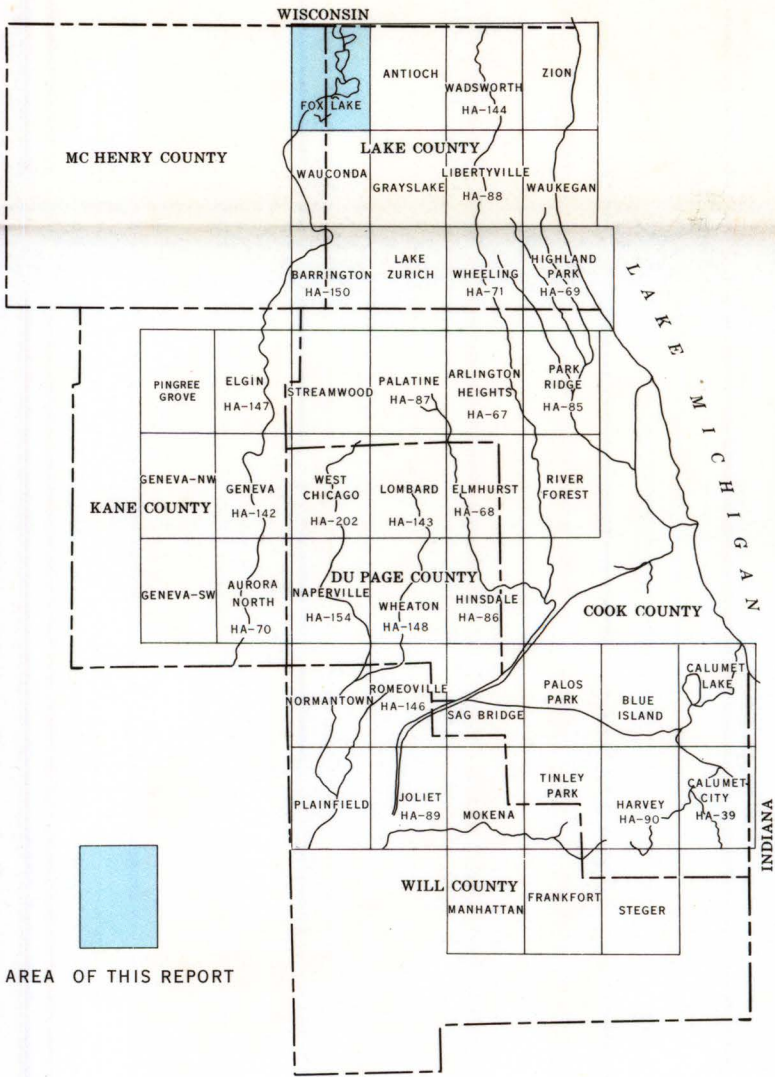 WISCONSIN
ANTIOCH
WADSWORTH
HA-144
ZION
FOX LAKE
MC HENRY COUNTY
LAKE COUNTY
WAUCONDA
GRAYSLAKE
LIBERTYVILLE
HA-88
WAUKEGAN
BARRINGTON
HA-150
LAKE
ZURICH
WHEELING
HA-71
HIGHLAND
PARK
HA-69
LAKE MICHIGAN
PINGREE
GROVE
ELGIN
HA-147
STREAMWOOD
PALATINE
HA-87
ARLINGTON
HEIGHTS
HA-67
PARK
RIDGE
HA-85
KANE COUNTY
GENEVA-NW
GENEVA
HA-142
WEST
CHICAGO
HA-202
LOMBARD
HA-143
ELMHURST
HA-68
RIVER
FOREST
GENEVA-SW
AURORA
NORTH
HA-70
DU PAGE COUNTY
NAPERVILLE
HA-154
WHEATON
HA-148
HINSDALE
HA-86
COOK COUNTY
NORMANTOWN
ROMEOVILLE
HA-146
SAG BRIDGE
PALOS
PARK
BLUE
ISLAND
CALUMET
LAKE
PLAINFIELD
JOLIET
HA-89
MOKENA
TINLEY
PARK
HARVEY
HA-90
CALUMET
CITY
HA-39
INDIANA
WILL COUNTY
MANHATTAN
FRANKFORT
STEGER
AREA OF THIS REPORT